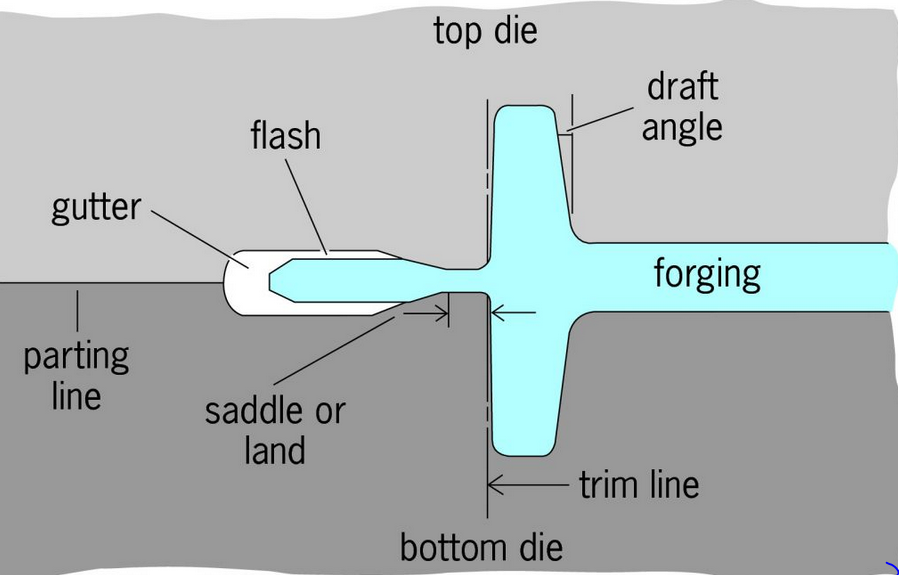 top die
draft
angle
flash
gutter
forging
parting
line
saddle or
land
trim line
bottom die